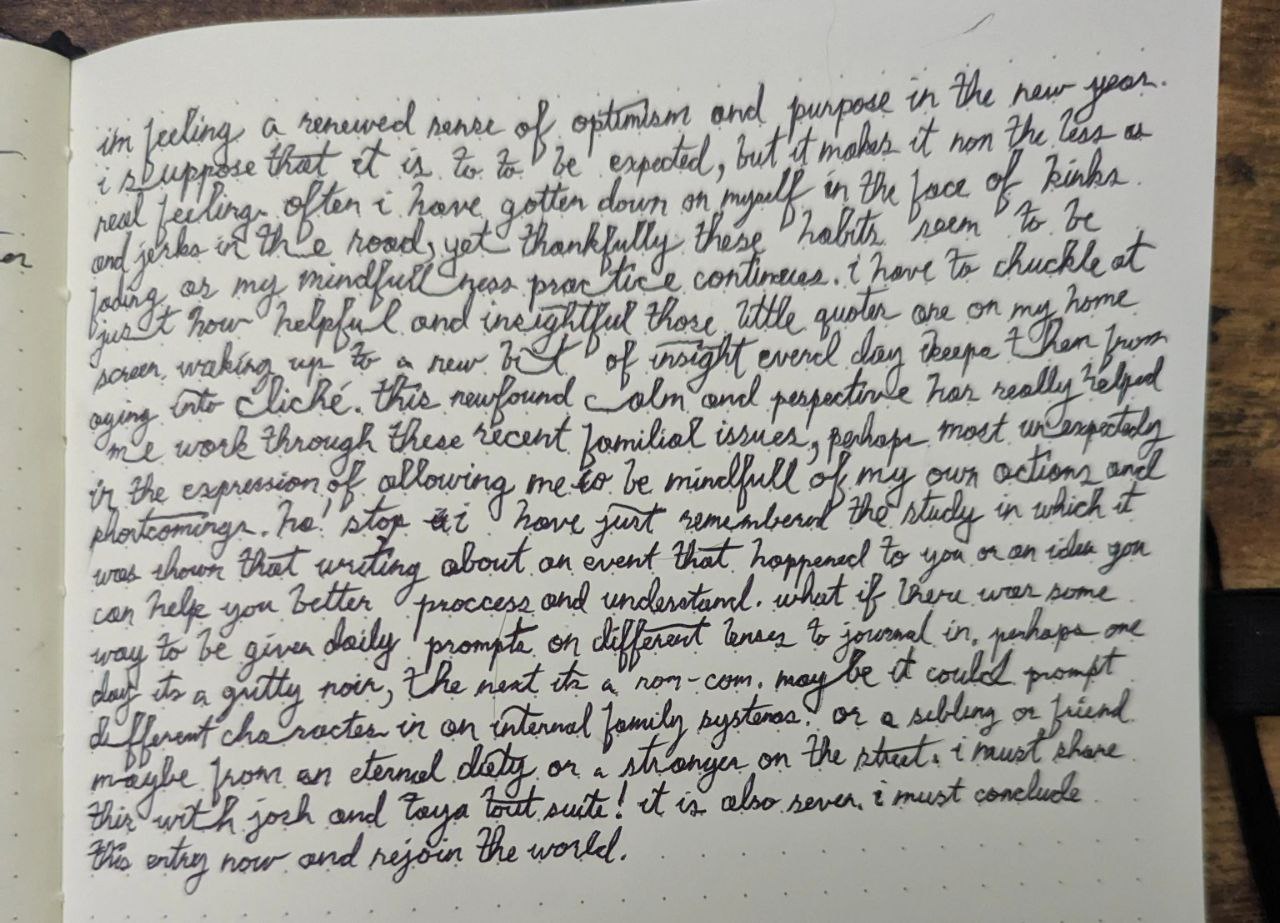 im feeling a renewed sense of optimism and purpose in the new year.
i suppose that it is to to be expected, but it makes it non the less as
real feeling. often i have gotten down on myself in the face of kinks
and jerks in the road, yet thankfully these habits seem to be
fading as my mindfullness practice continues. i have to chuckle at
just how helpful and insightful those little quotes are on my home
screen. waking up to a new bit of insight day keeps them from
aging into cliché. this newfound calm and perspective has really helped
me work through these recent familial issues, perhaps most unexpectedly
in the expression of allowing me to be mindfull of my own actions and
shortcomings. ha! stop i have just remembered the study in which it
was shown that writing about an event that happened to you or an idea you
can help you better proccess and understand. what if there was some
way to be given daily prompts on different lenses to journal in. perhaps one
day its a gritty noir, the next its a rom-com. maybe it could prompt
different characters in an internal family systems. or a sibling or friend
maybe from an eternal diety or a stranger on the street. i must share
this with josh and taya tout suite! it is also seven. i must conclude
this entry now and rejoin the world.
er